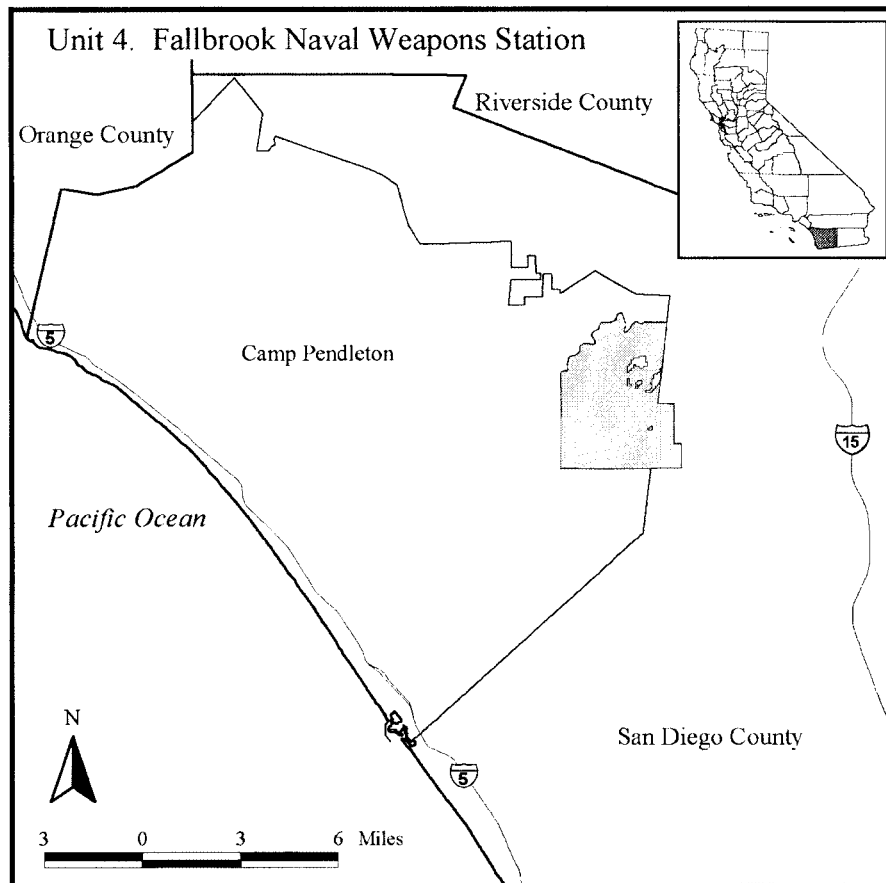 Unit 4. Fallbrook Naval Weapons Station
Riverside County
Orange County
5
Camp Pendleton
15
Pacific Ocean
N
San Diego County
5
3 0 3 6 Miles